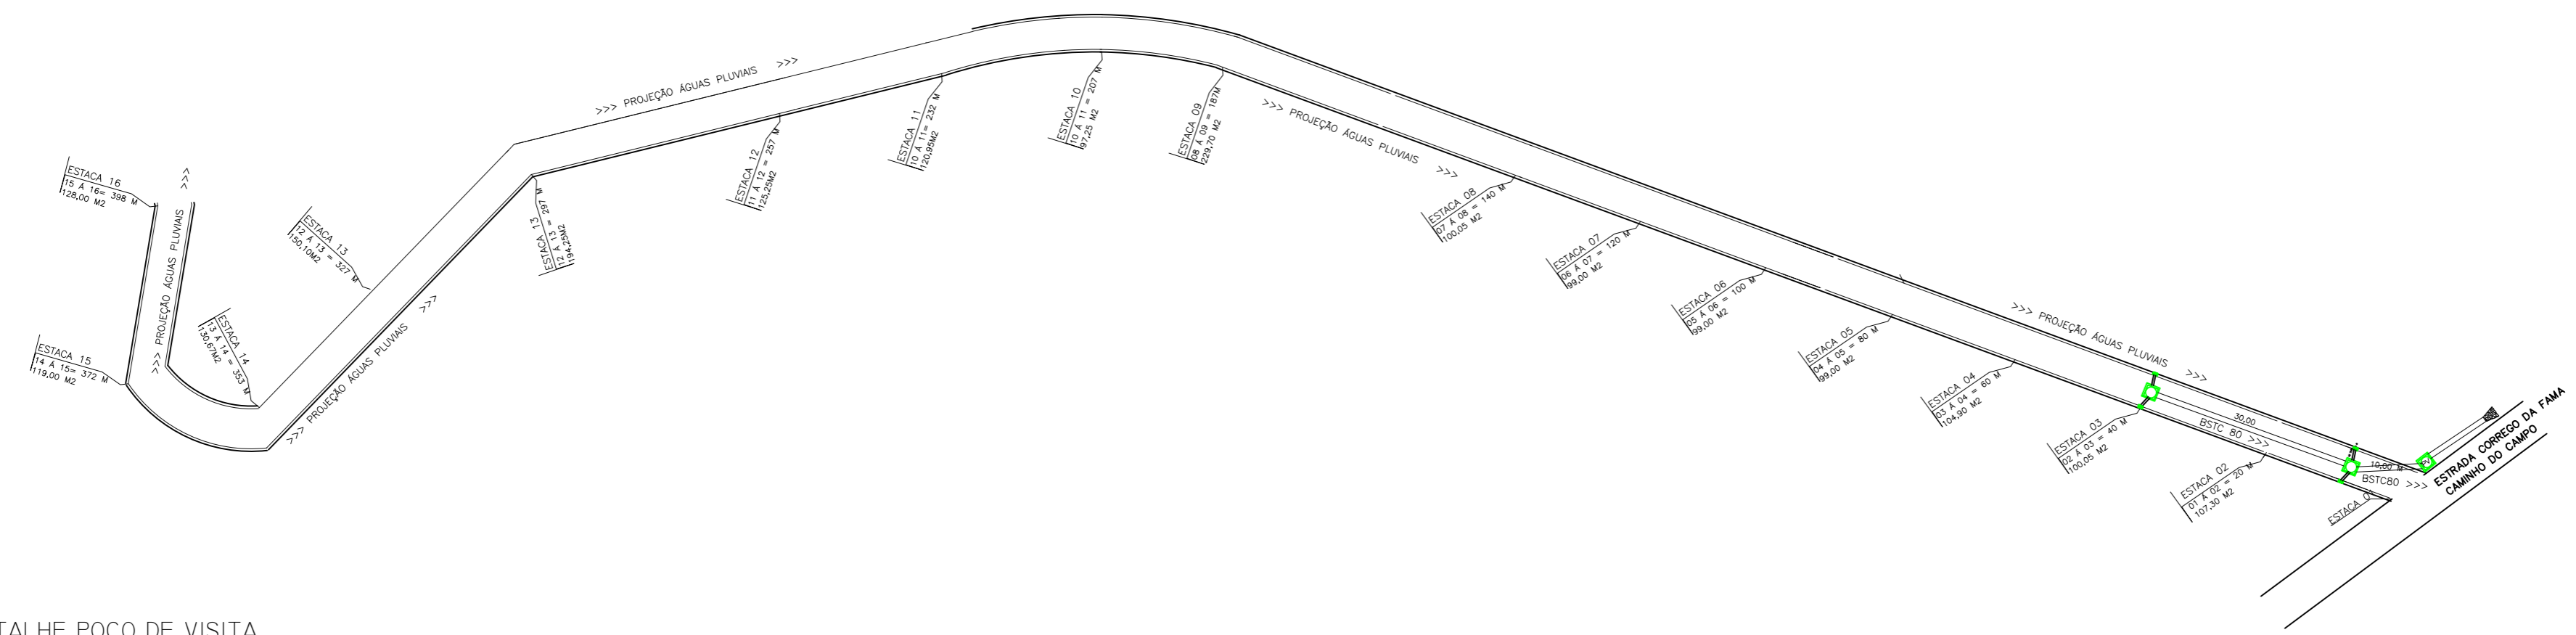 ESTACA 16
15 Á 16= 398 M
128,00 M2
>>> PROJEÇÃO ÁGUAS PLUVIAIS >>>
ESTACA 15
14 Á 15= 372 M
119,00 M2
ESTACA 14
13 Á 14 = 353 M
130,67M2
ESTACA 13
12 Á 13 = 327 M
150,10M2
>>> PROJEÇÃO ÁGUAS PLUVIAIS >>>
ESTACA 13
12 Á 13 = 297 M
194,25M2
>>> PROJEÇÃO ÁGUAS PLUVIAIS >>>
ESTACA 12
11 Á 12 = 257 M
125,25M2
ESTACA 11
10 Á 11= 232 M
120,95M2
ESTACA 10
10 Á 11 = 207 M
97,25 M2
ESTACA 09
08 Á 09 = 187M
229,70 M2
>>> PROJEÇÃO ÁGUAS PLUVIAIS >>>
ESTACA 08
07 Á 08 = 140 M
100,05 M2
ESTACA 07
06 Á 07 = 120 M
99,00 M2
ESTACA 06
05 Á 06 = 100 M
99,00 M2
ESTACA 05
04 Á 05 = 80 M
99,00 M2
ESTACA 04
03 Á 04 = 60 M
104,90 M2
>>> PROJEÇÃO ÁGUAS PLUVIAIS >>>
ESTACA 03
02 Á 03 = 40 M
100,05 M2
30,00
BSTC 80 >>>
ESTACA 02
01 Á 02 = 20 M
107,30 M2
10,00 M
BSTC80 >>>
PV
ESTACA
ESTRADA CORREGO DA FAMA
CAMINHO DO CAMPO
TALHE POÇO DE VISITA